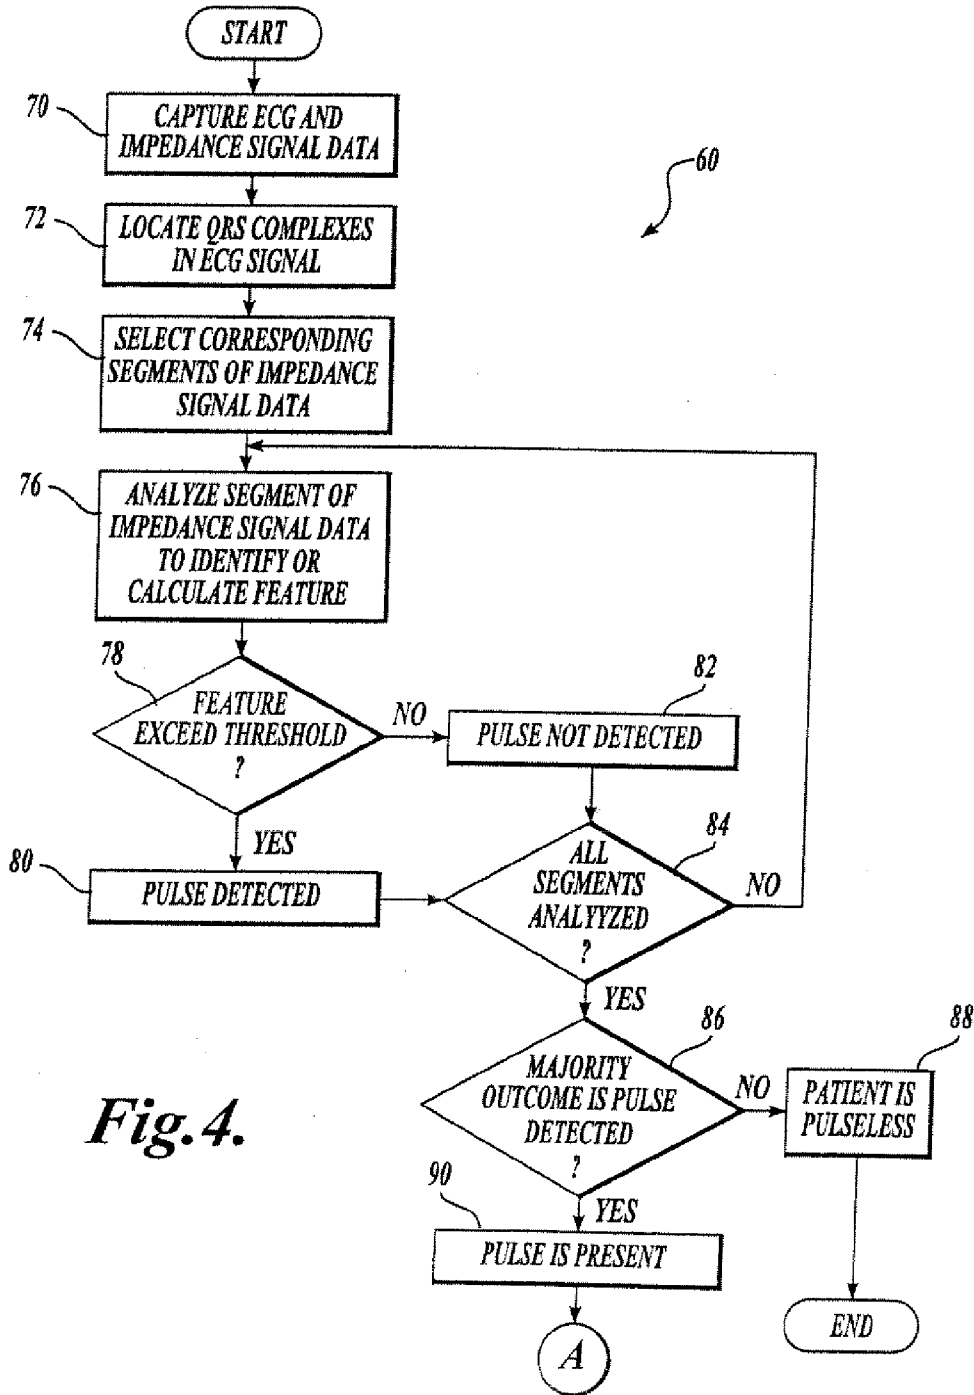 START
70
CAPTURE ECG AND
IMPEDANCE SIGNAL DATA
60
72
LOCATE QRS COMPLEXES
IN ECG SIGNAL
74
SELECT CORRESPONDING
SEGMENTS OF IMPEDANCE
SIGNAL DATA
76
ANALYZE SEGMENT OF
IMPEDANCE SIGNAL DATA
TO IDENTIFY OR
CALCULATE FEATURE
78
FEATURE
EXCEED THRESHOLD
?
NO
82
PULSE NOT DETECTED
YES
80
PULSE DETECTED
84
ALL
SEGMENTS
ANALYYZED
?
NO
YES
86
MAJORITY
OUTCOME IS PULSE
DETECTED
?
NO
88
PATIENT IS
PULSELESS
YES
90
PULSE IS PRESENT
A
END
Fig.4.